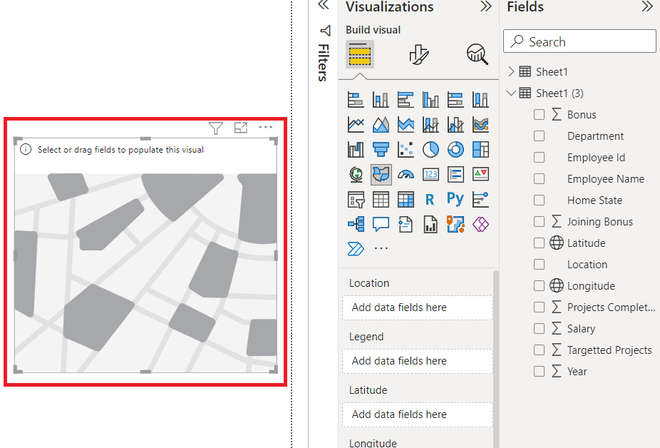 Visualizations
Fields
Build visual
Search
Filters
Sheet1
Sheet1 (3)
Bonus
Department
Employee Id
Employee Name
Home State
Joining Bonus
Latitude
Location
Longitude
Projects Complet...
Salary
Targetted Projects
Year
Select or drag fields to populate this visual
123
R
Py
Location
Add data fields here
Legend
Add data fields here
Latitude
Add data fields here
Longitude